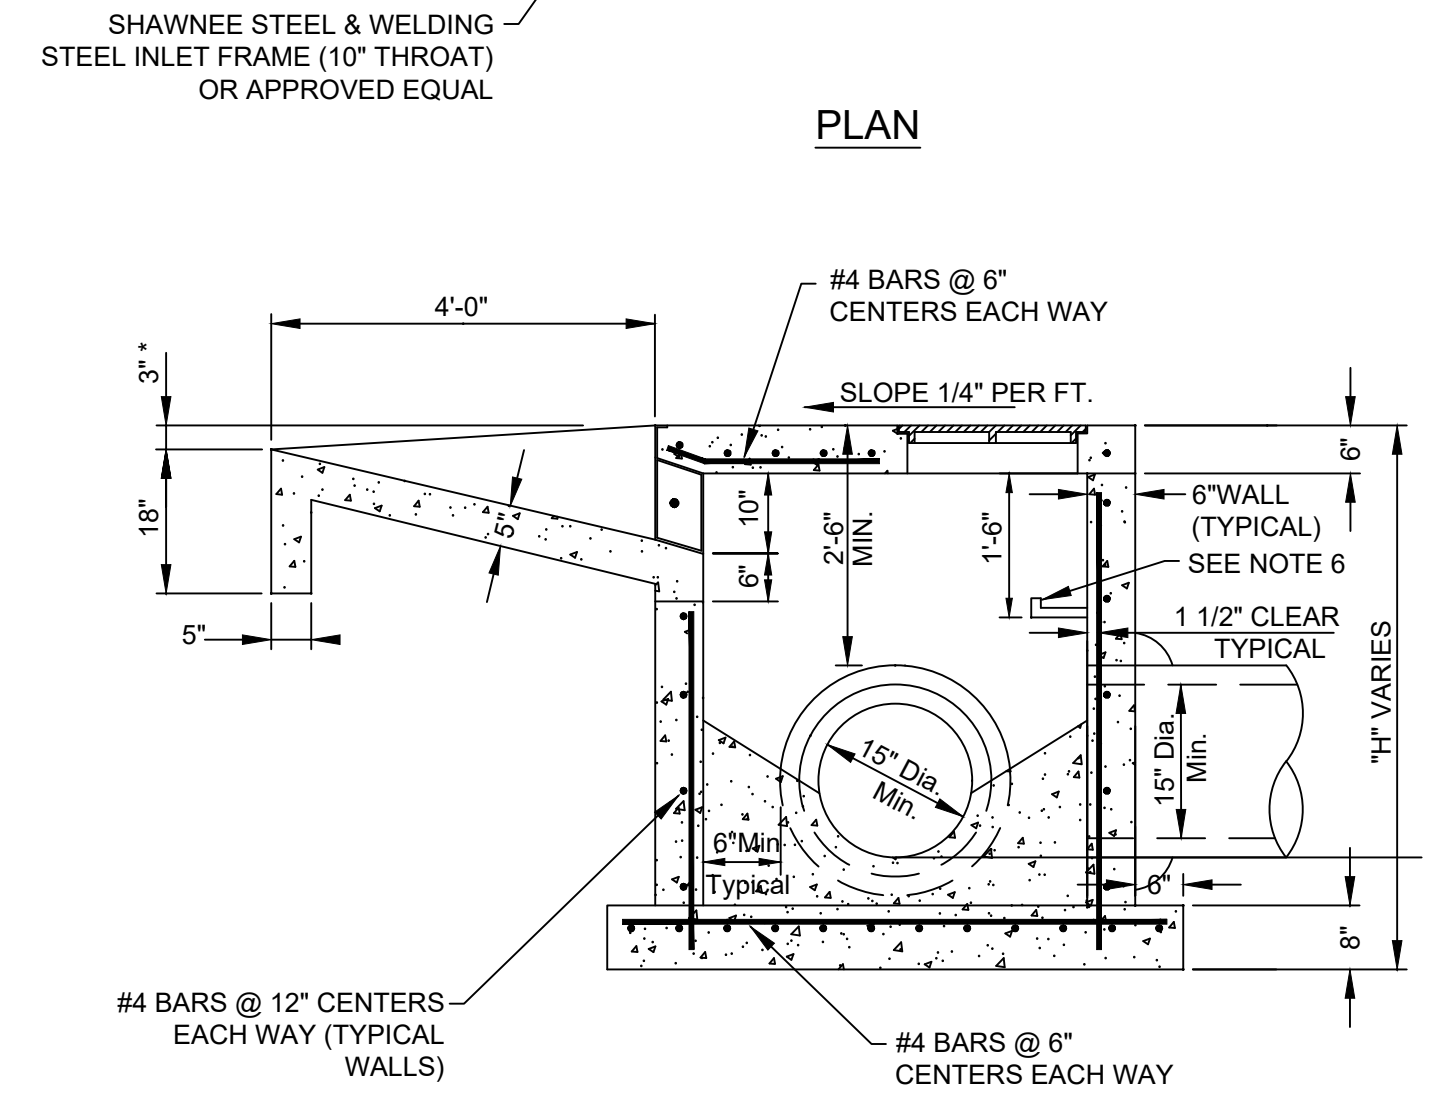 SHAWNEE STEEL & WELDING
STEEL INLET FRAME (10" THROAT)
OR APPROVED EQUAL
PLAN
#4 BARS @ 6"
CENTERS EACH WAY
4'-0"
3" *
SLOPE 1/4" PER FT.
6"
18"
5"
10"
2'-6"
MIN.
1'-6"
6"WALL
(TYPICAL)
SEE NOTE 6
6"
1 1/2" CLEAR
TYPICAL
5"
"H" VARIES
15" Dia.
Min.
15" Dia.
Min.
6"Min
Typical
6"
8"
#4 BARS @ 12" CENTERS
EACH WAY (TYPICAL
WALLS)
#4 BARS @ 6"
CENTERS EACH WAY